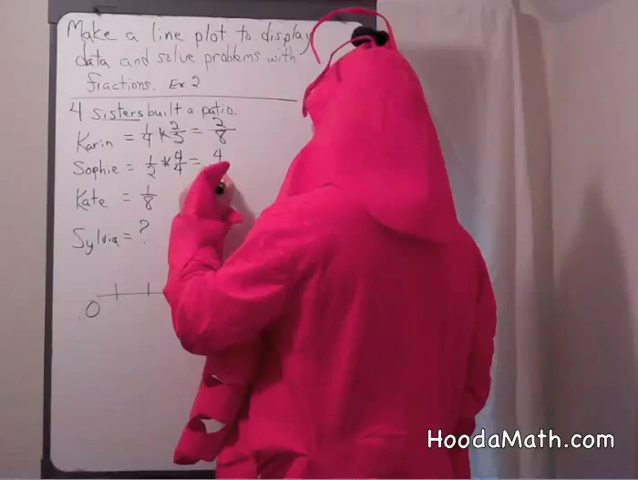 Make a line plot to display
data and solve problems with
fractions. Ex 2
4 sisters built a patio.
Karin = 1/4 * 2/2 = 2/8
Sophie = 1/2 * 4/4 = 4
Kate = 1/8
Sylvia = ?
0
HoodaMath.com